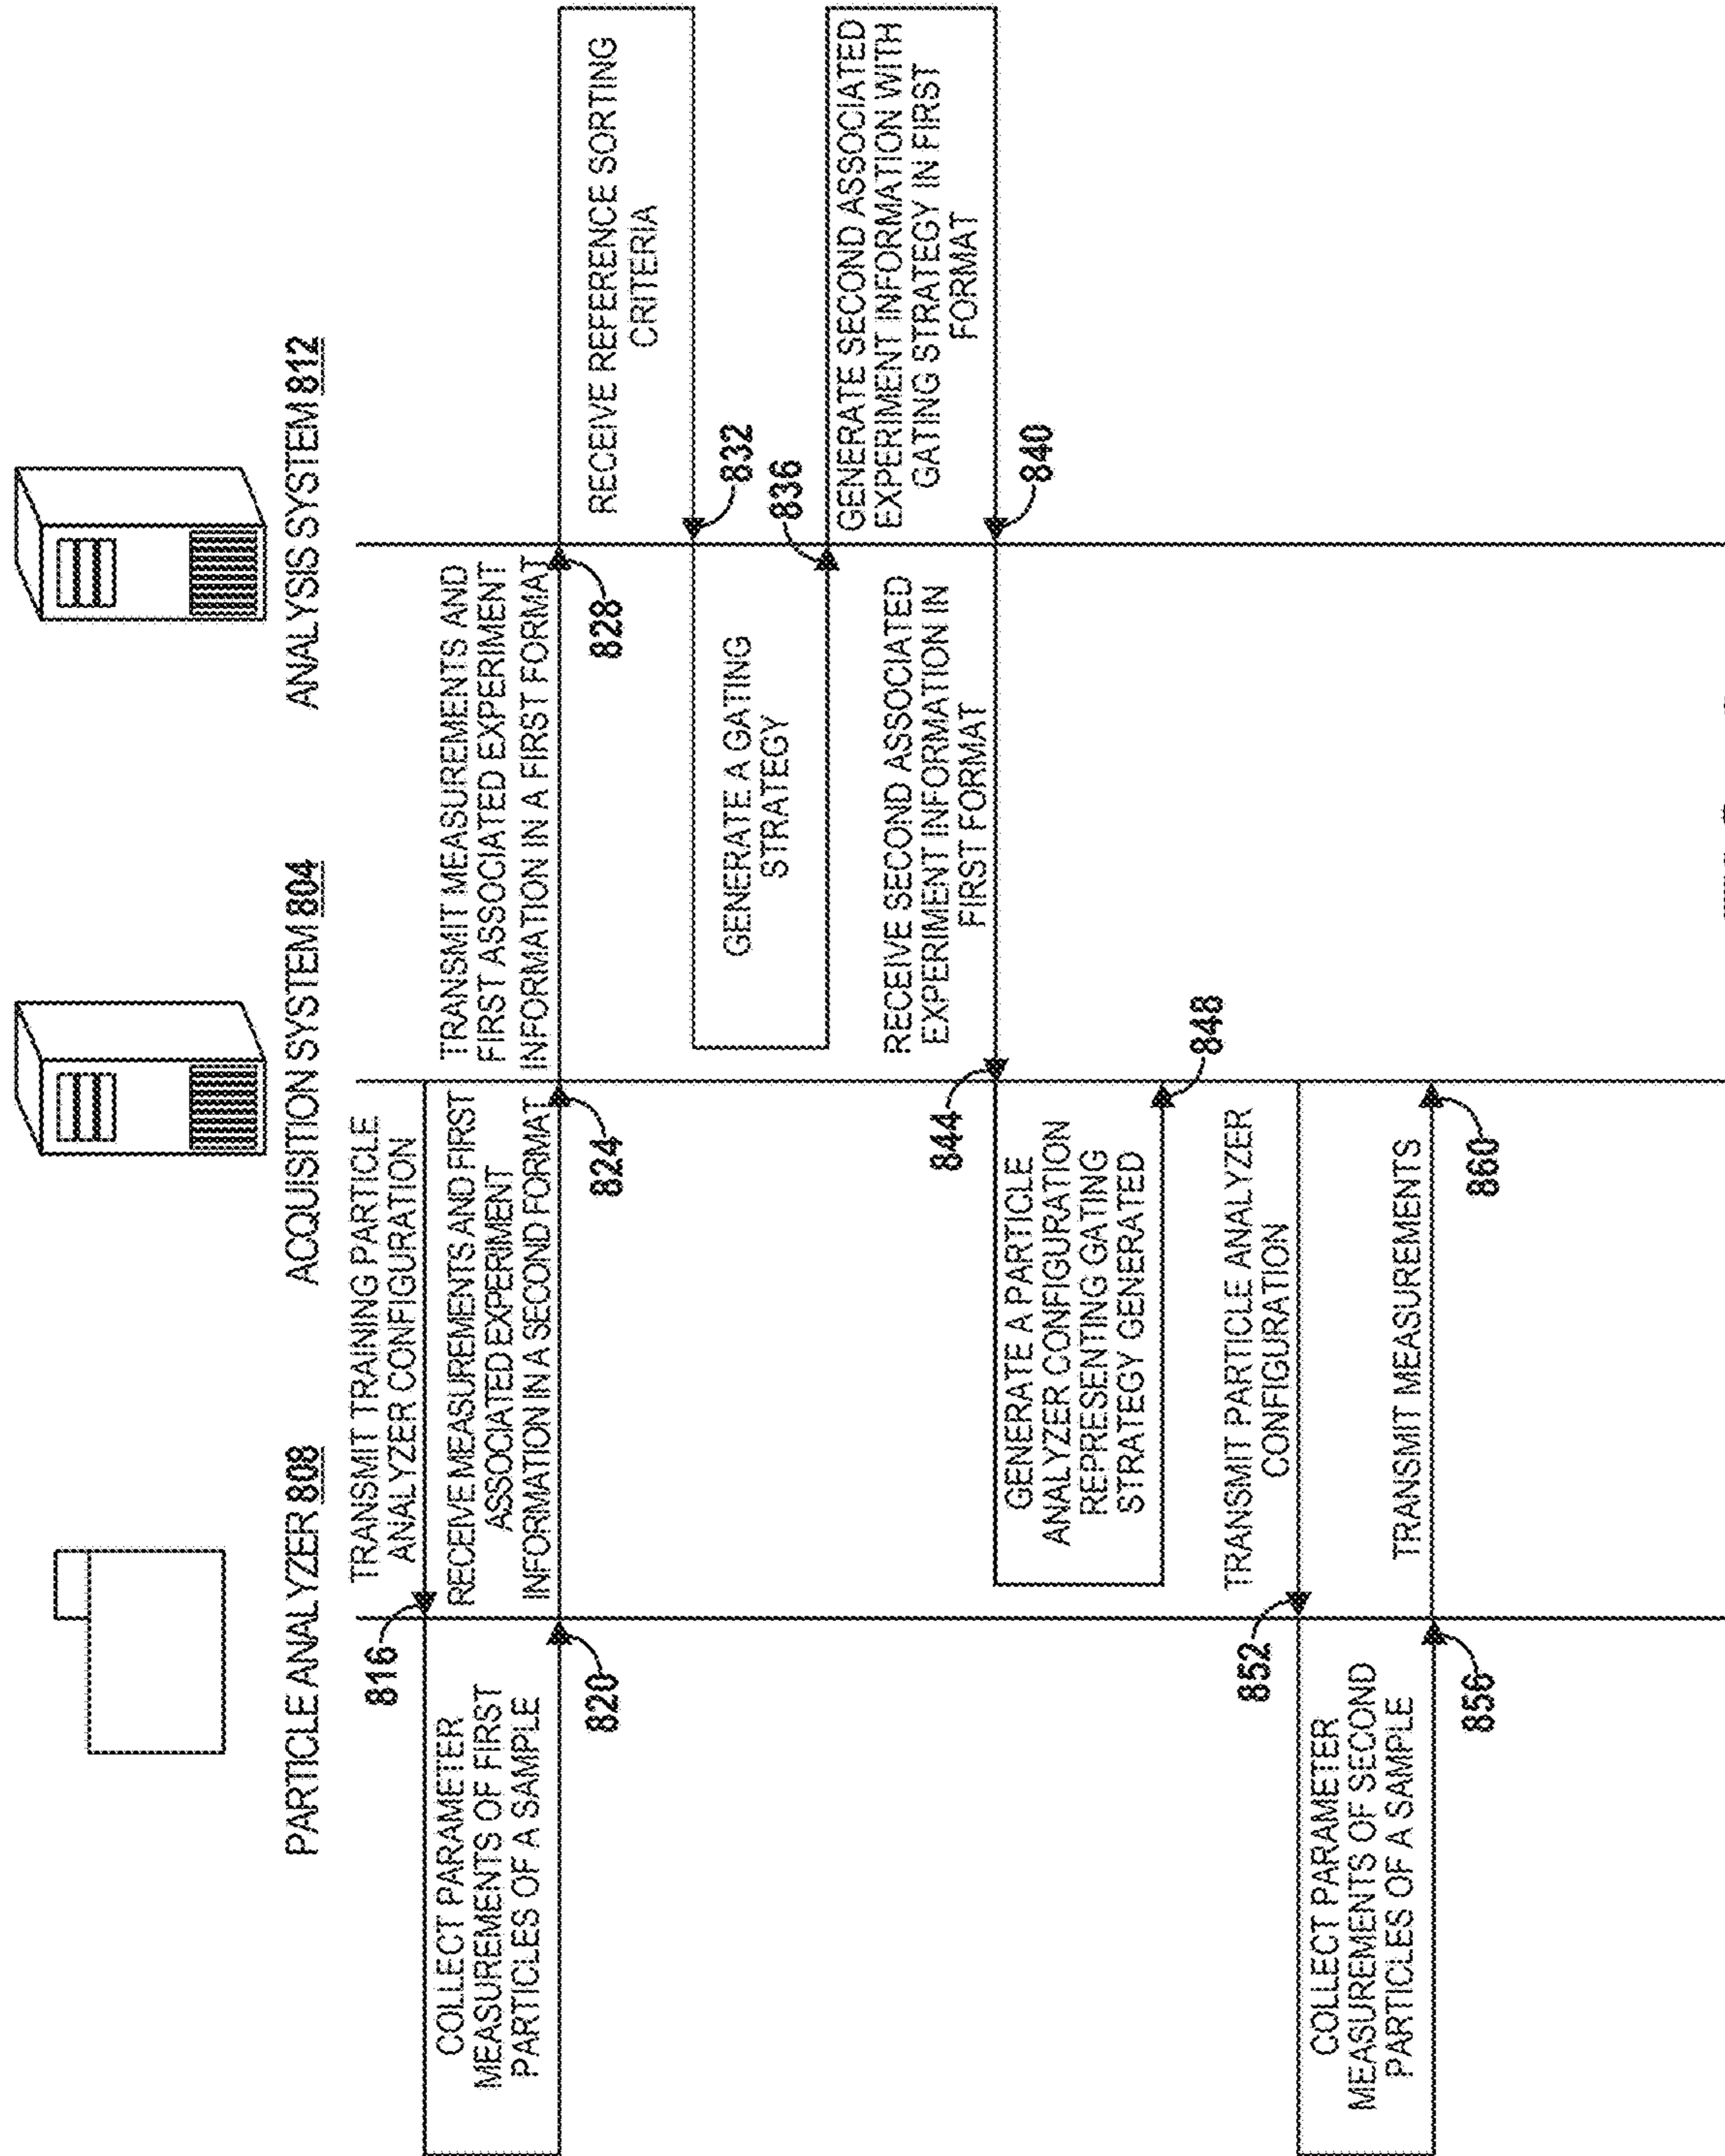 PARTICLE ANALYZER 808
ACQUISITION SYSTEM 804
ANALYSIS SYSTEM 812
TRANSMIT TRAINING PARTICLE
ANALYZER CONFIGURATION
816
COLLECT PARAMETER
MEASUREMENTS OF FIRST
PARTICLES OF A SAMPLE
820
RECEIVE MEASUREMENTS AND FIRST
ASSOCIATED EXPERIMENT
INFORMATION IN A SECOND FORMAT
824
TRANSMIT MEASUREMENTS AND
FIRST ASSOCIATED EXPERIMENT
INFORMATION IN A FIRST FORMAT
828
RECEIVE REFERENCE SORTING
CRITERIA
832
GENERATE A GATING
STRATEGY
836
GENERATE SECOND ASSOCIATED
EXPERIMENT INFORMATION WITH
GATING STRATEGY IN FIRST
FORMAT
840
RECEIVE SECOND ASSOCIATED
EXPERIMENT INFORMATION IN
FIRST FORMAT
844
GENERATE A PARTICLE
ANALYZER CONFIGURATION
REPRESENTING GATING
STRATEGY GENERATED
848
TRANSMIT PARTICLE ANALYZER
CONFIGURATION
852
COLLECT PARAMETER
MEASUREMENTS OF SECOND
PARTICLES OF A SAMPLE
856
TRANSMIT MEASUREMENTS
860